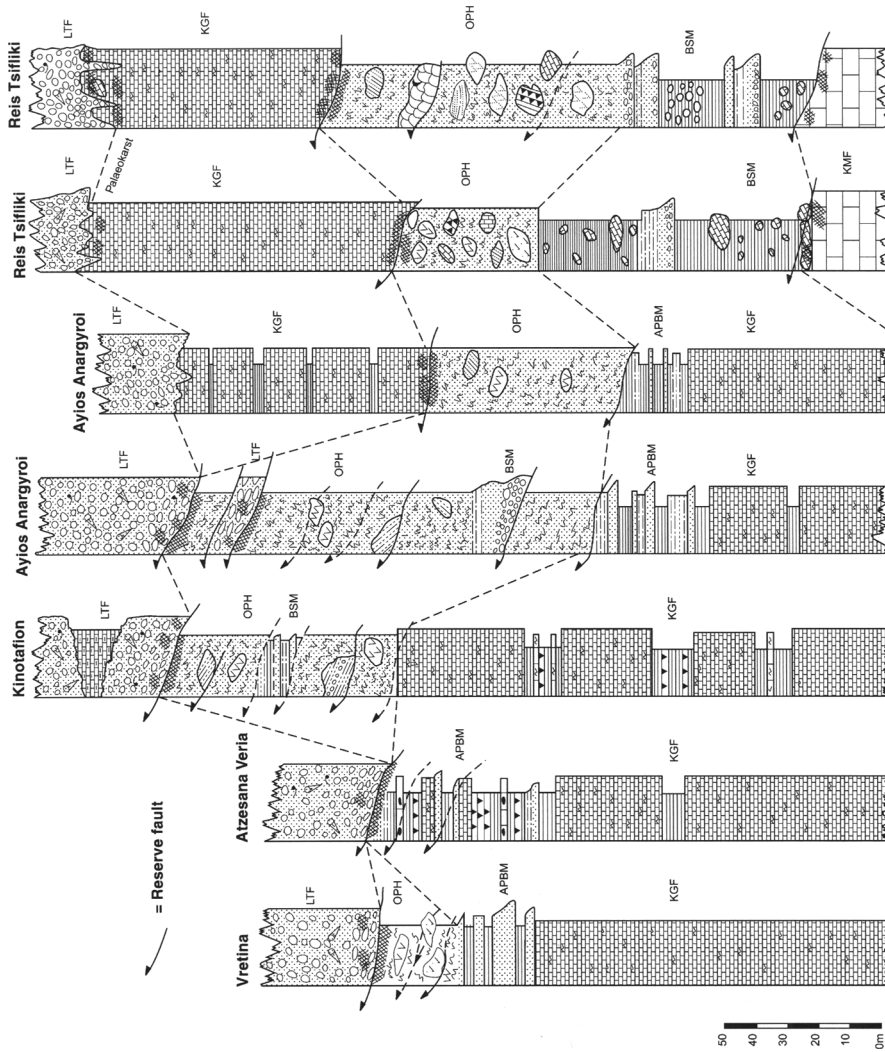 LTF
KGF
OPH
BSM
Reis Tsifliki
LTF
Palaeokarst
KGF
OPH
BSM
KMF
Reis Tsifliki
LTF
KGF
OPH
APBM
KGF
Ayios Anargyroi
LTF
LTF
OPH
BSM
APBM
KGF
Ayios Anargyroi
LTF
OPH
BSM
KGF
Kinotafion
APBM
KGF
Atzesana Veria
= Reserve fault
LTF
OPH
APBM
KGF
Vretina
50
40
30
20
10
0m